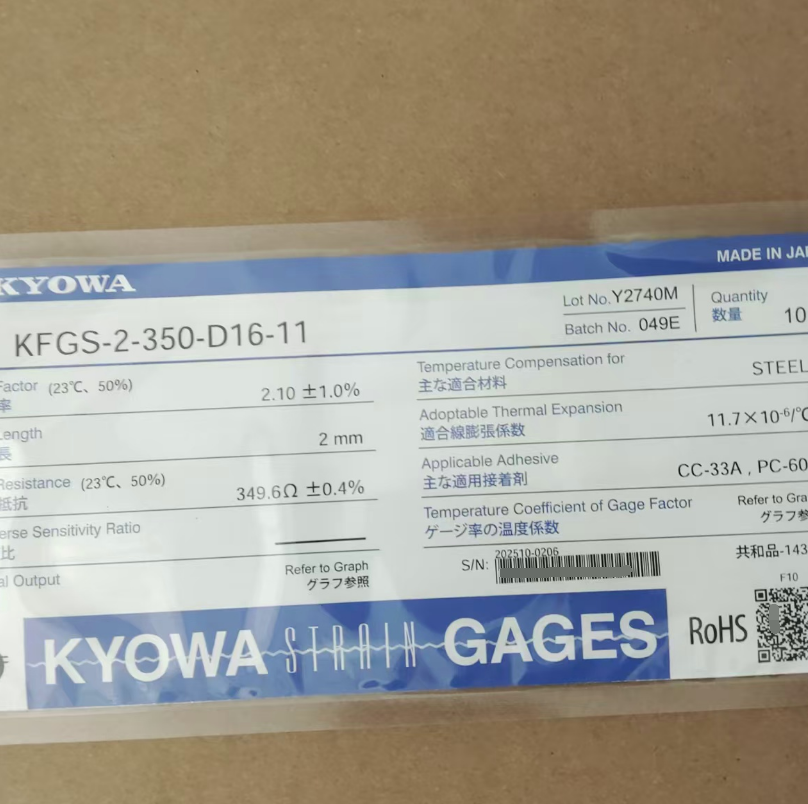 KYOWA
MADE IN JAP
KFGS-2-350-D16-11
Lot No. Y2740M
Batch No. 049E
Quantity
数量
10
Factor (23℃、50%)
率
2.10 ±1.0%
Length
長
2 mm
Resistance (23℃、50%)
抵抗
349.6Ω ±0.4%
erse Sensitivity Ratio
比
al Output
Refer to Graph
グラフ参照
Temperature Compensation for
主な適合材料
STEEL
Adoptable Thermal Expansion
適合線膨張係数
11.7×10-6/℃
Applicable Adhesive
主な適用接着剤
CC-33A , PC-60
Temperature Coefficient of Gage Factor
ゲージ率の温度係数
Refer to Gra
グラフ参
S/N:
202510-0206
共和品-143
F10
KYOWA STRAIN GAGES
RoHS